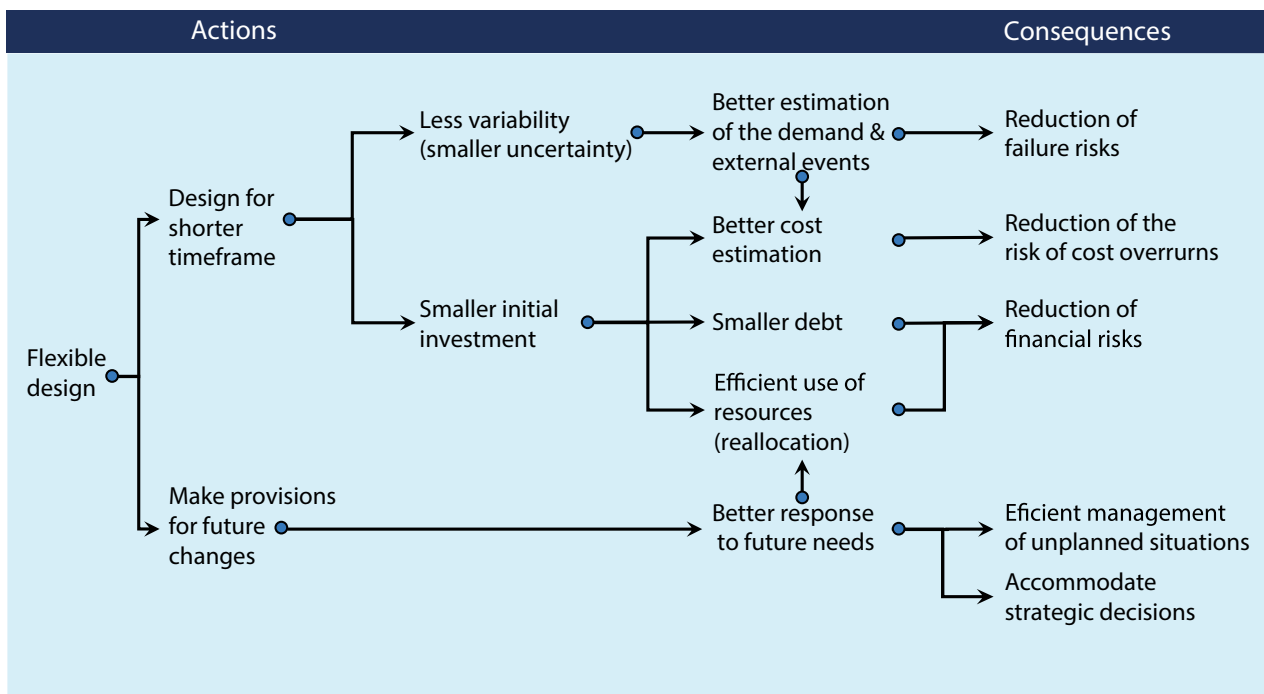 Actions
Consequences
Less variability
(smaller uncertainty)
Better estimation
of the demand &
external events
Reduction of
failure risks
Design for
shorter
timeframe
Better cost
estimation
Reduction of the
risk of cost overrurns
Smaller initial
investment
Smaller debt
Reduction of
financial risks
Flexible
design
Efficient use of
resources
(reallocation)
Make provisions
for future
changes
Better response
to future needs
Eficient management
of unplanned situations
Accommodate
strategic decisions